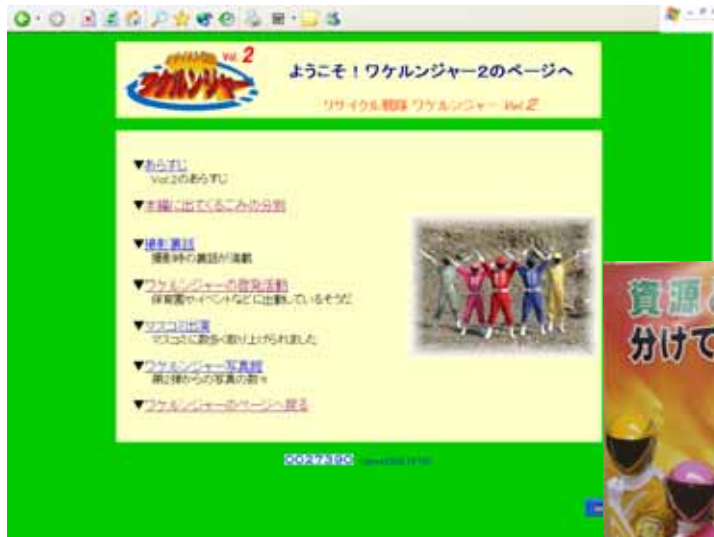 Vol. 2
ワケルンジャー
ようこそ！ワケルンジャー2のページへ
リサイクル戦隊 ワケルンジャー Vol.2
▼あらすじ
Vol.2のあらすじ
▼本編に出てくるごみの分別
▼撮影裏話
撮影時の裏話が満載
▼ワケルンジャーの啓発活動
保育園やイベントなどに出動しているそうだ
▼マスコミ出演
マスコミに数多く取り上げられました
▼ワケルンジャー写真館
第2弾からの写真の数々
▼ワケルンジャーのページへ戻る
0027390
資源
分けて